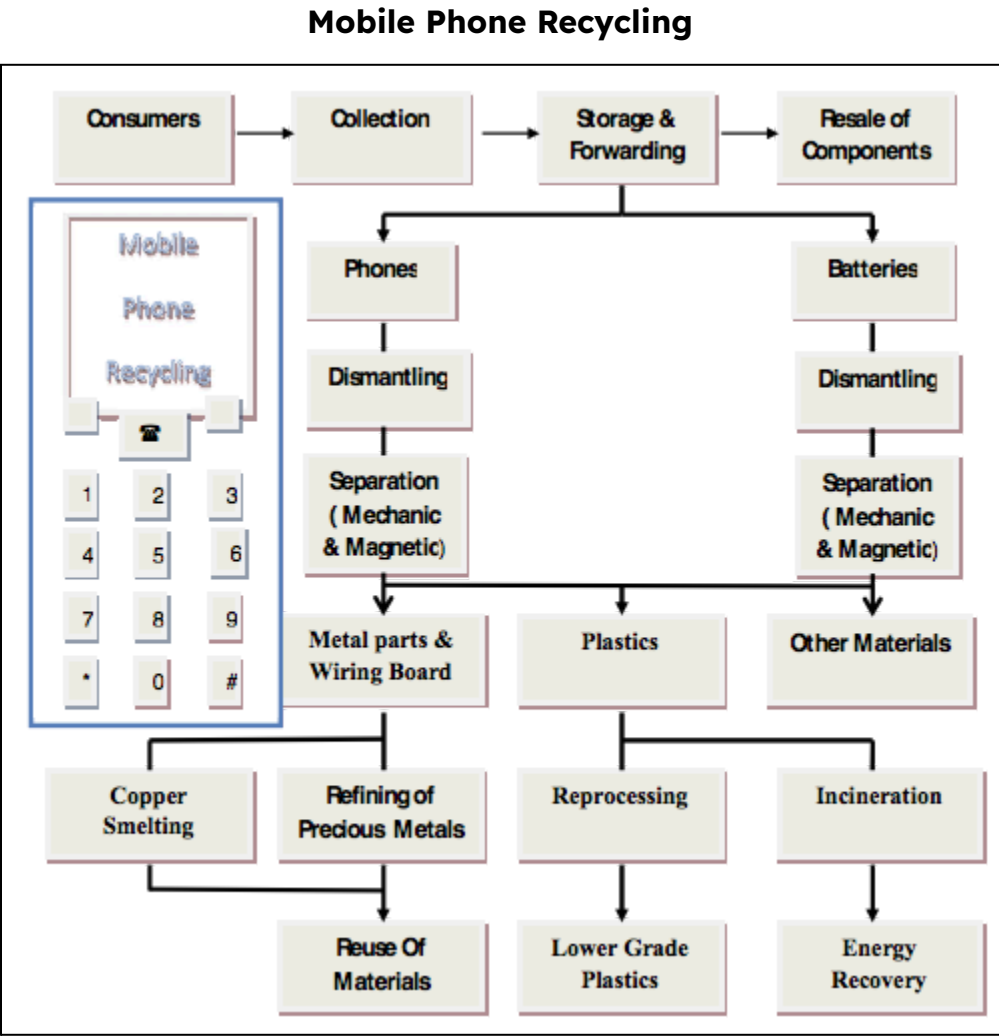 Mobile Phone Recycling
Consumers
Collection
Storage &
Forwarding
Resale of
Components
Mobile
Phone
Recycling
☎
1 2 3
4 5 6
7 8 9
* 0 #
Phones
Batteries
Dismantling
Dismantling
Separation
( Mechanic
& Magnetic)
Separation
( Mechanic
& Magnetic)
Metal parts &
Wiring Board
Plastics
Other Materials
Copper
Smelting
Refining of
Precious Metals
Reprocessing
Incineration
Reuse Of
Materials
Lower Grade
Plastics
Energy
Recovery